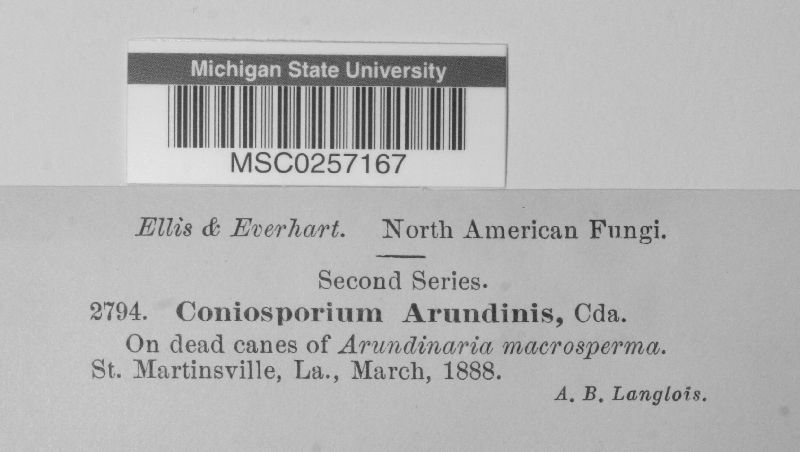 Michigan State University
MSC0257167
Ellis & Everhart. North American Fungi.
Second Series.
2794. Coniosporium Arundinis, Cda.
On dead canes of Arundinaria macrosperma.
St. Martinsville, La., March, 1888.
A. B. Langlois.